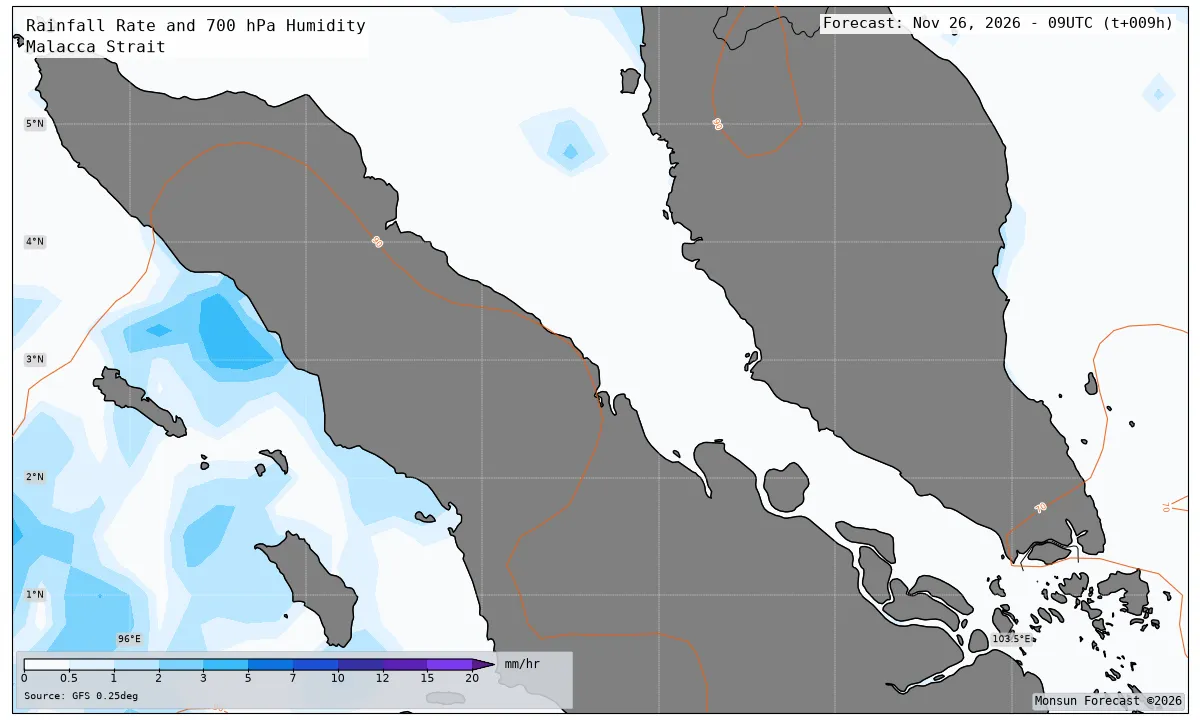 Rainfall Rate and 700 hPa Humidity
Malacca Strait
Forecast: Nov 26, 2026 - 09UTC (t+009h)
90
5°N
90
4°N
3°N
2°N
70
70
1°N
96°E
103.5°E
0 0.5 1 2 3 5 7 10 12 15 20
mm/hr
Source: GFS 0.25deg
Monsun Forecast ©2026